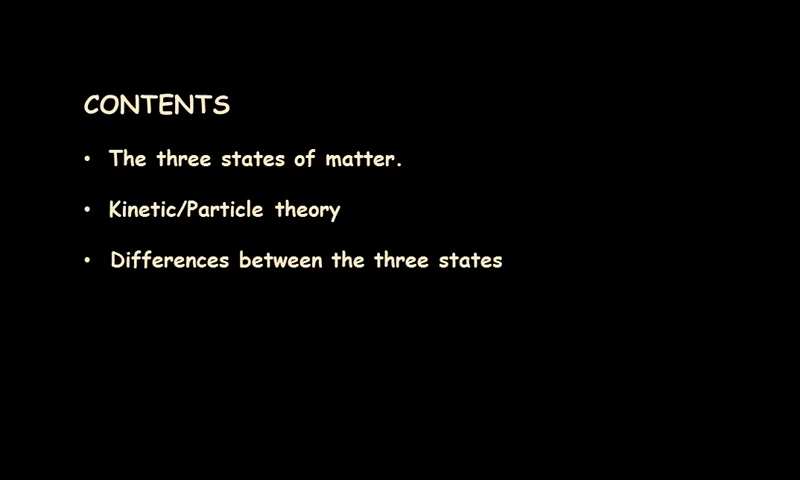 CONTENTS
• The three states of matter.
• Kinetic/Particle theory
• Differences between the three states